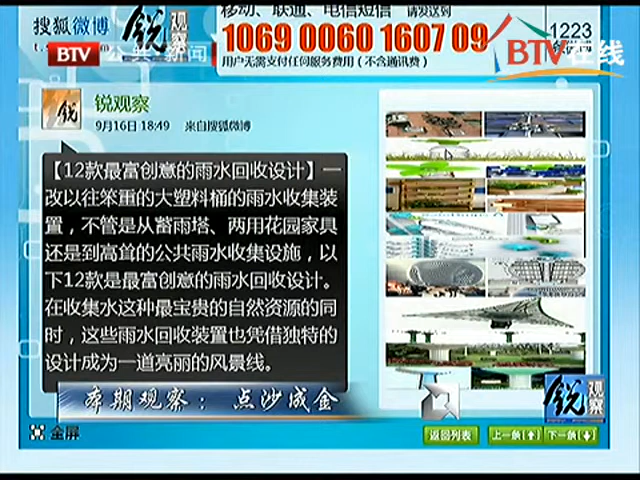 搜狐微博
锐观察
移动、联通、电信短信 请发送到
1223
1069 0060 1607 09
BTV在线
BTV 公共·新闻
用户无需支付任何服务费用（不含通讯费）
锐观察
9月16日 18:49 来自搜狐微博
【12款最富创意的雨水回收设计】一
改以往笨重的大塑料桶的雨水收集装
置，不管是从蓄雨塔、两用花园家具
还是到高耸的公共雨水收集设施，以
下12款是最富创意的雨水回收设计。
在收集水这种最宝贵的自然资源的同
时，这些雨水回收装置也凭借独特的
设计成为一道亮丽的风景线。
本期观察：点沙成金
锐观察
全屏
返回列表
上一条(↑)
下一条(↓)